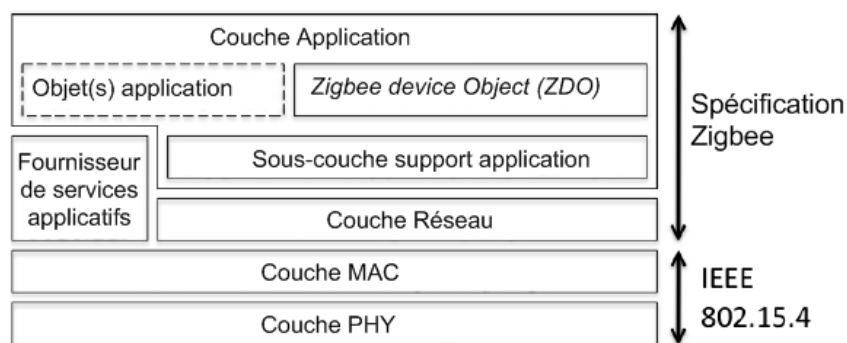 Couche Application
Objet(s) application
Zigbee device Object (ZDO)
Spécification
Zigbee
Fournisseur
de services
applicatifs
Sous-couche support application
Couche Réseau
Couche MAC
Couche PHY
IEEE
802.15.4